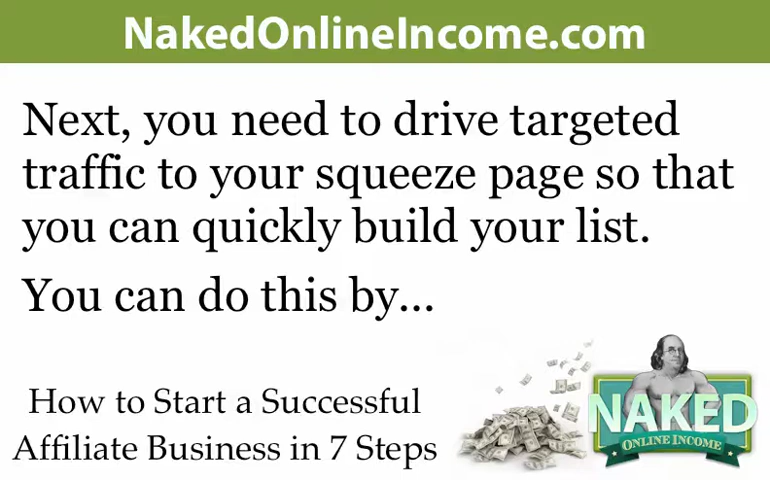 NakedOnlineIncome.com
Next, you need to drive targeted
traffic to your squeeze page so that
you can quickly build your list.
You can do this by...
How to Start a Successful
Affiliate Business in 7 Steps
NAKED
ONLINE INCOME